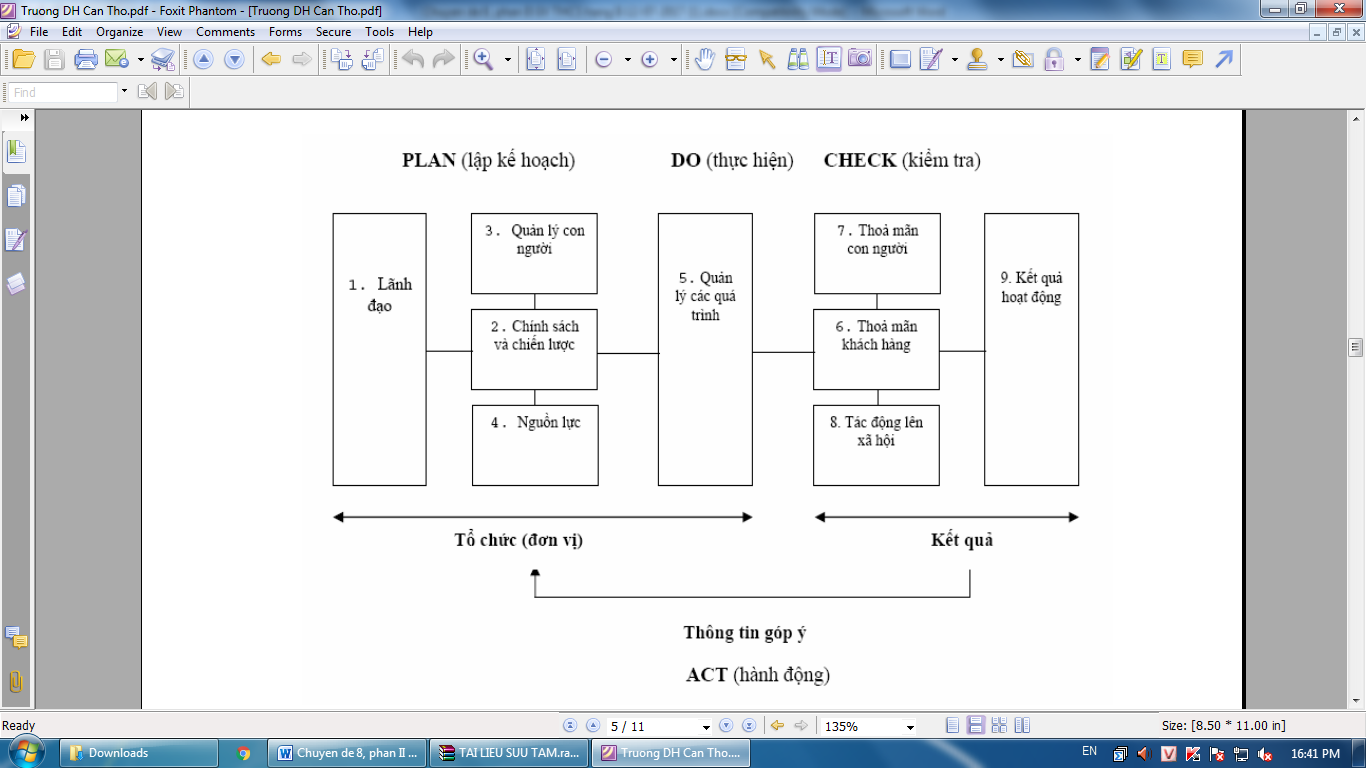 Truong DH Can Tho.pdf - Foxit Phantom - [Truong DH Can Tho.pdf]
File Edit Organize View Comments Forms Secure Tools Help
Find
PLAN (lập kế hoạch) DO (thực hiện) CHECK (kiểm tra)
1. Lãnh
đạo
3. Quản lý con
người
2. Chính sách
và chiến lược
4. Nguồn lực
5. Quản
lý các quá
trình
7. Thoả mãn
con người
6. Thoả mãn
khách hàng
8. Tác động lên
xã hội
9. Kết quả
hoạt động
Tổ chức (đơn vị) Kết quả
Thông tin góp ý
ACT (hành động)
Ready 5 / 11 135% Size: [8.50 * 11.00 in]
Downloads Chuyen de 8, phan II ... TAI LIEU SUU TAM.ra... Truong DH Can Tho.... EN 16:41 PM